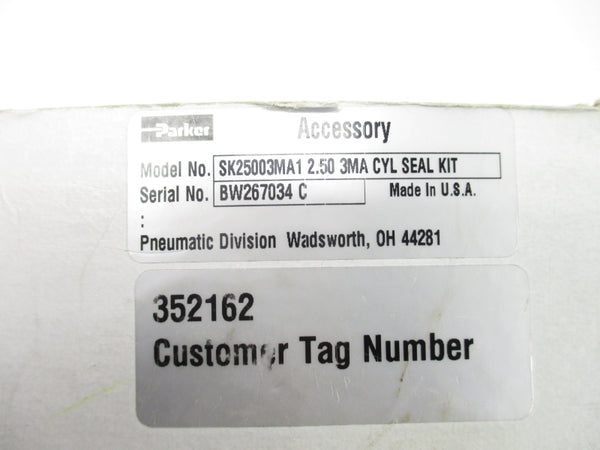 Parker Accessory
Model No. SK25003MA1 2.50 3MA CYL SEAL KIT
Serial No. BW267034 C Made In U.S.A.
:
Pneumatic Division Wadsworth, OH 44281
352162
Customer Tag Number